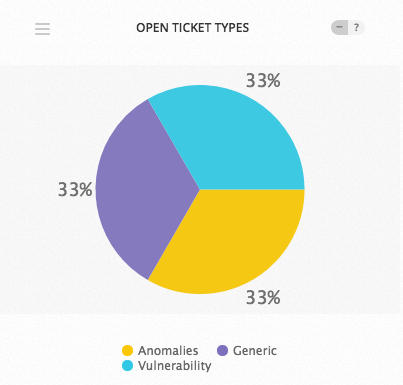 OPEN TICKET TYPES
− ?
33%
33%
33%
Anomalies Generic
Vulnerability